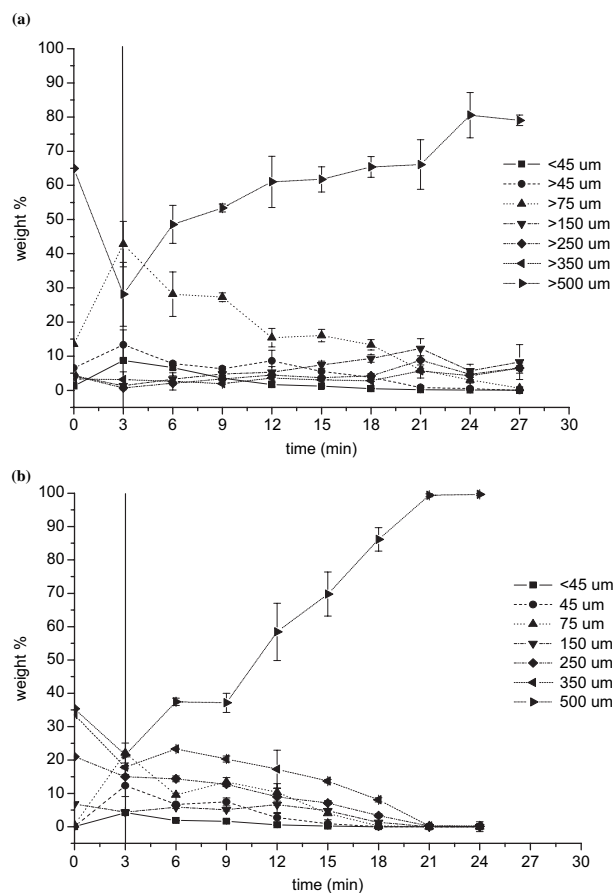 (a)
100
90
80
70
60
50
40
30
20
10
0
weight %
0 3 6 9 12 15 18 21 24 27 30
time (min)
<45 um
>45 um
>75 um
>150 um
>250 um
>350 um
>500 um
(b)
100
90
80
70
60
50
40
30
20
10
0
weight %
0 3 6 9 12 15 18 21 24 27 30
time (min)
<45 um
45 um
75 um
150 um
250 um
350 um
500 um